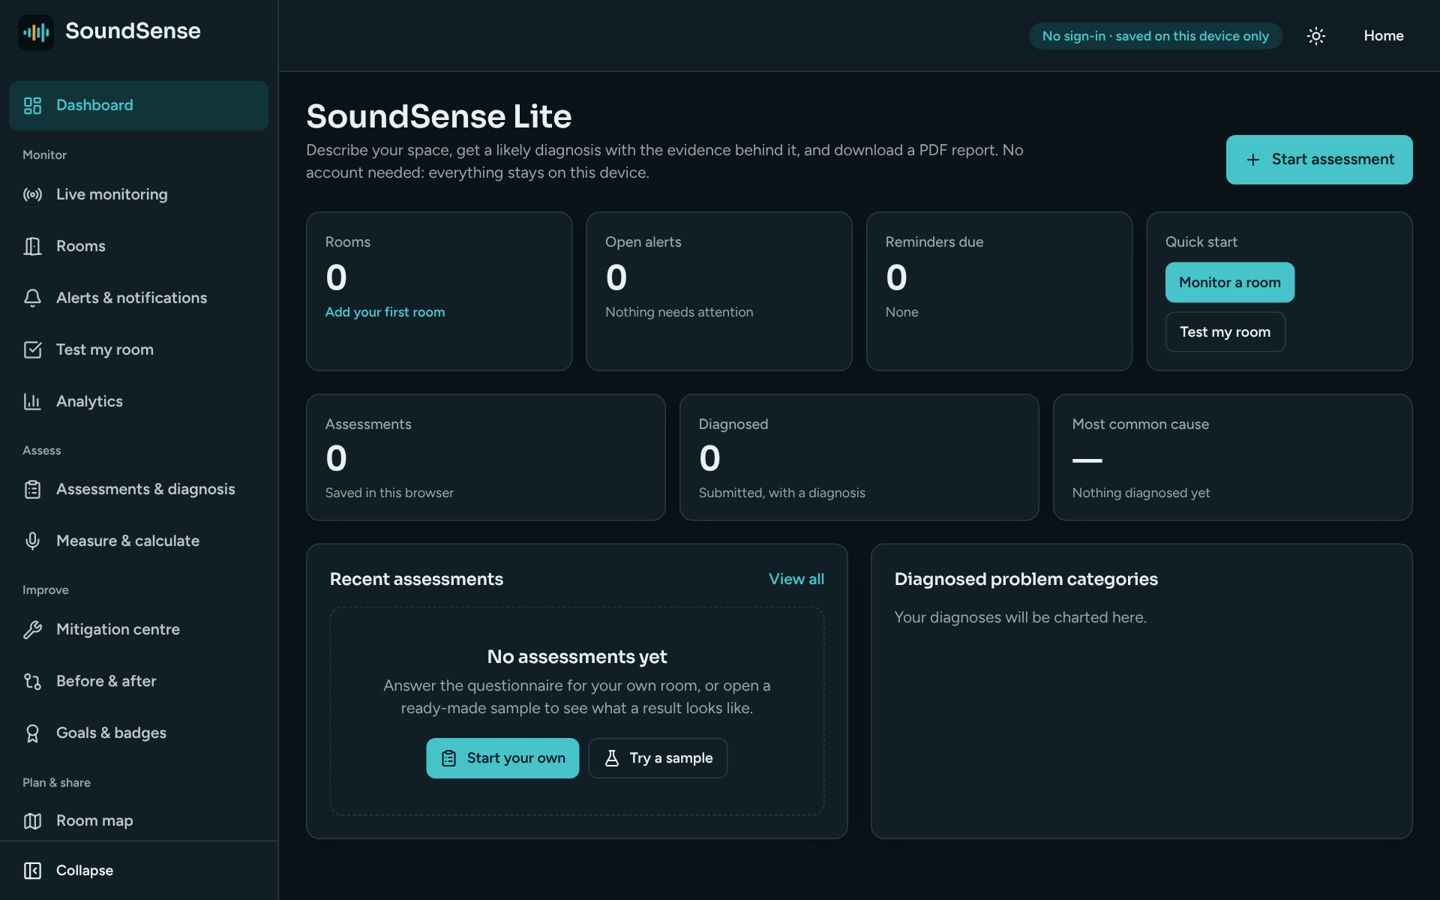 SoundSense
No sign-in · saved on this device only
Home
Dashboard
Monitor
Live monitoring
Rooms
Alerts & notifications
Test my room
Analytics
Assess
Assessments & diagnosis
Measure & calculate
Improve
Mitigation centre
Before & after
Goals & badges
Plan & share
Room map
Collapse
SoundSense Lite
Describe your space, get a likely diagnosis with the evidence behind it, and download a PDF report. No
account needed: everything stays on this device.
Start assessment
Rooms
0
Add your first room
Open alerts
0
Nothing needs attention
Reminders due
0
None
Quick start
Monitor a room
Test my room
Assessments
0
Saved in this browser
Diagnosed
0
Submitted, with a diagnosis
Most common cause
—
Nothing diagnosed yet
Recent assessments
View all
No assessments yet
Answer the questionnaire for your own room, or open a
ready-made sample to see what a result looks like.
Start your own
Try a sample
Diagnosed problem categories
Your diagnoses will be charted here.